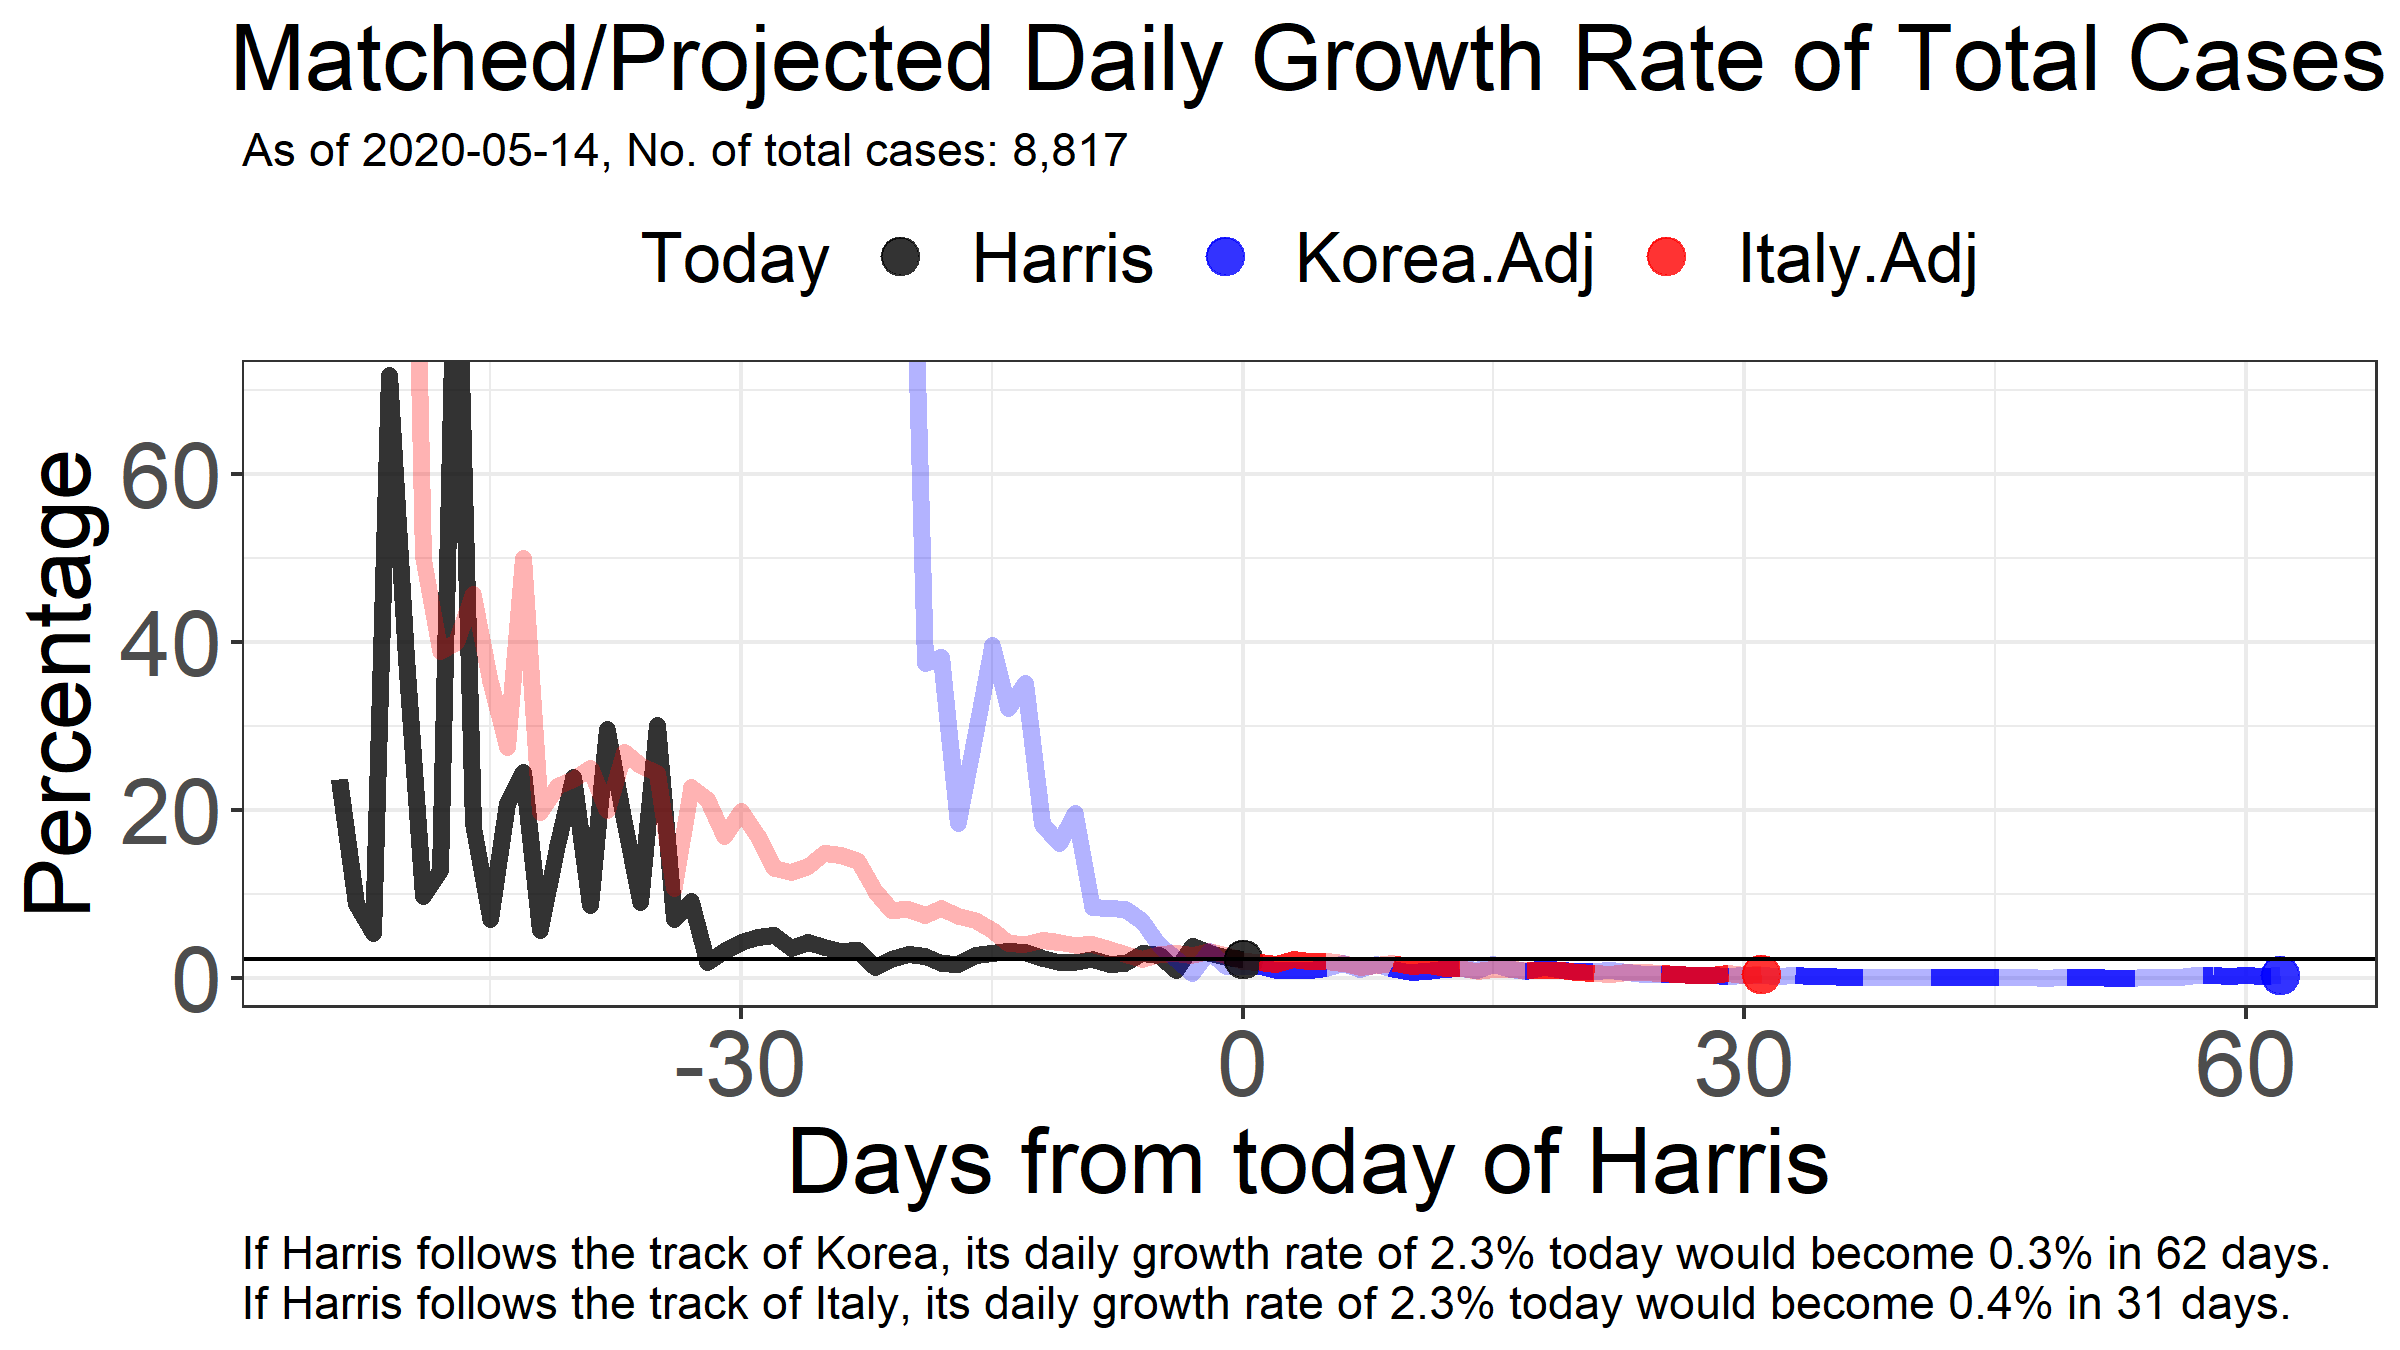 Matched/Projected Daily Growth Rate of Total Cases
As of 2020-05-14, No. of total cases: 8,817
Today Harris Korea.Adj Italy.Adj
Percentage
60
40
20
0
-30 0 30 60
Days from today of Harris
If Harris follows the track of Korea, its daily growth rate of 2.3% today would become 0.3% in 62 days.
If Harris follows the track of Italy, its daily growth rate of 2.3% today would become 0.4% in 31 days.